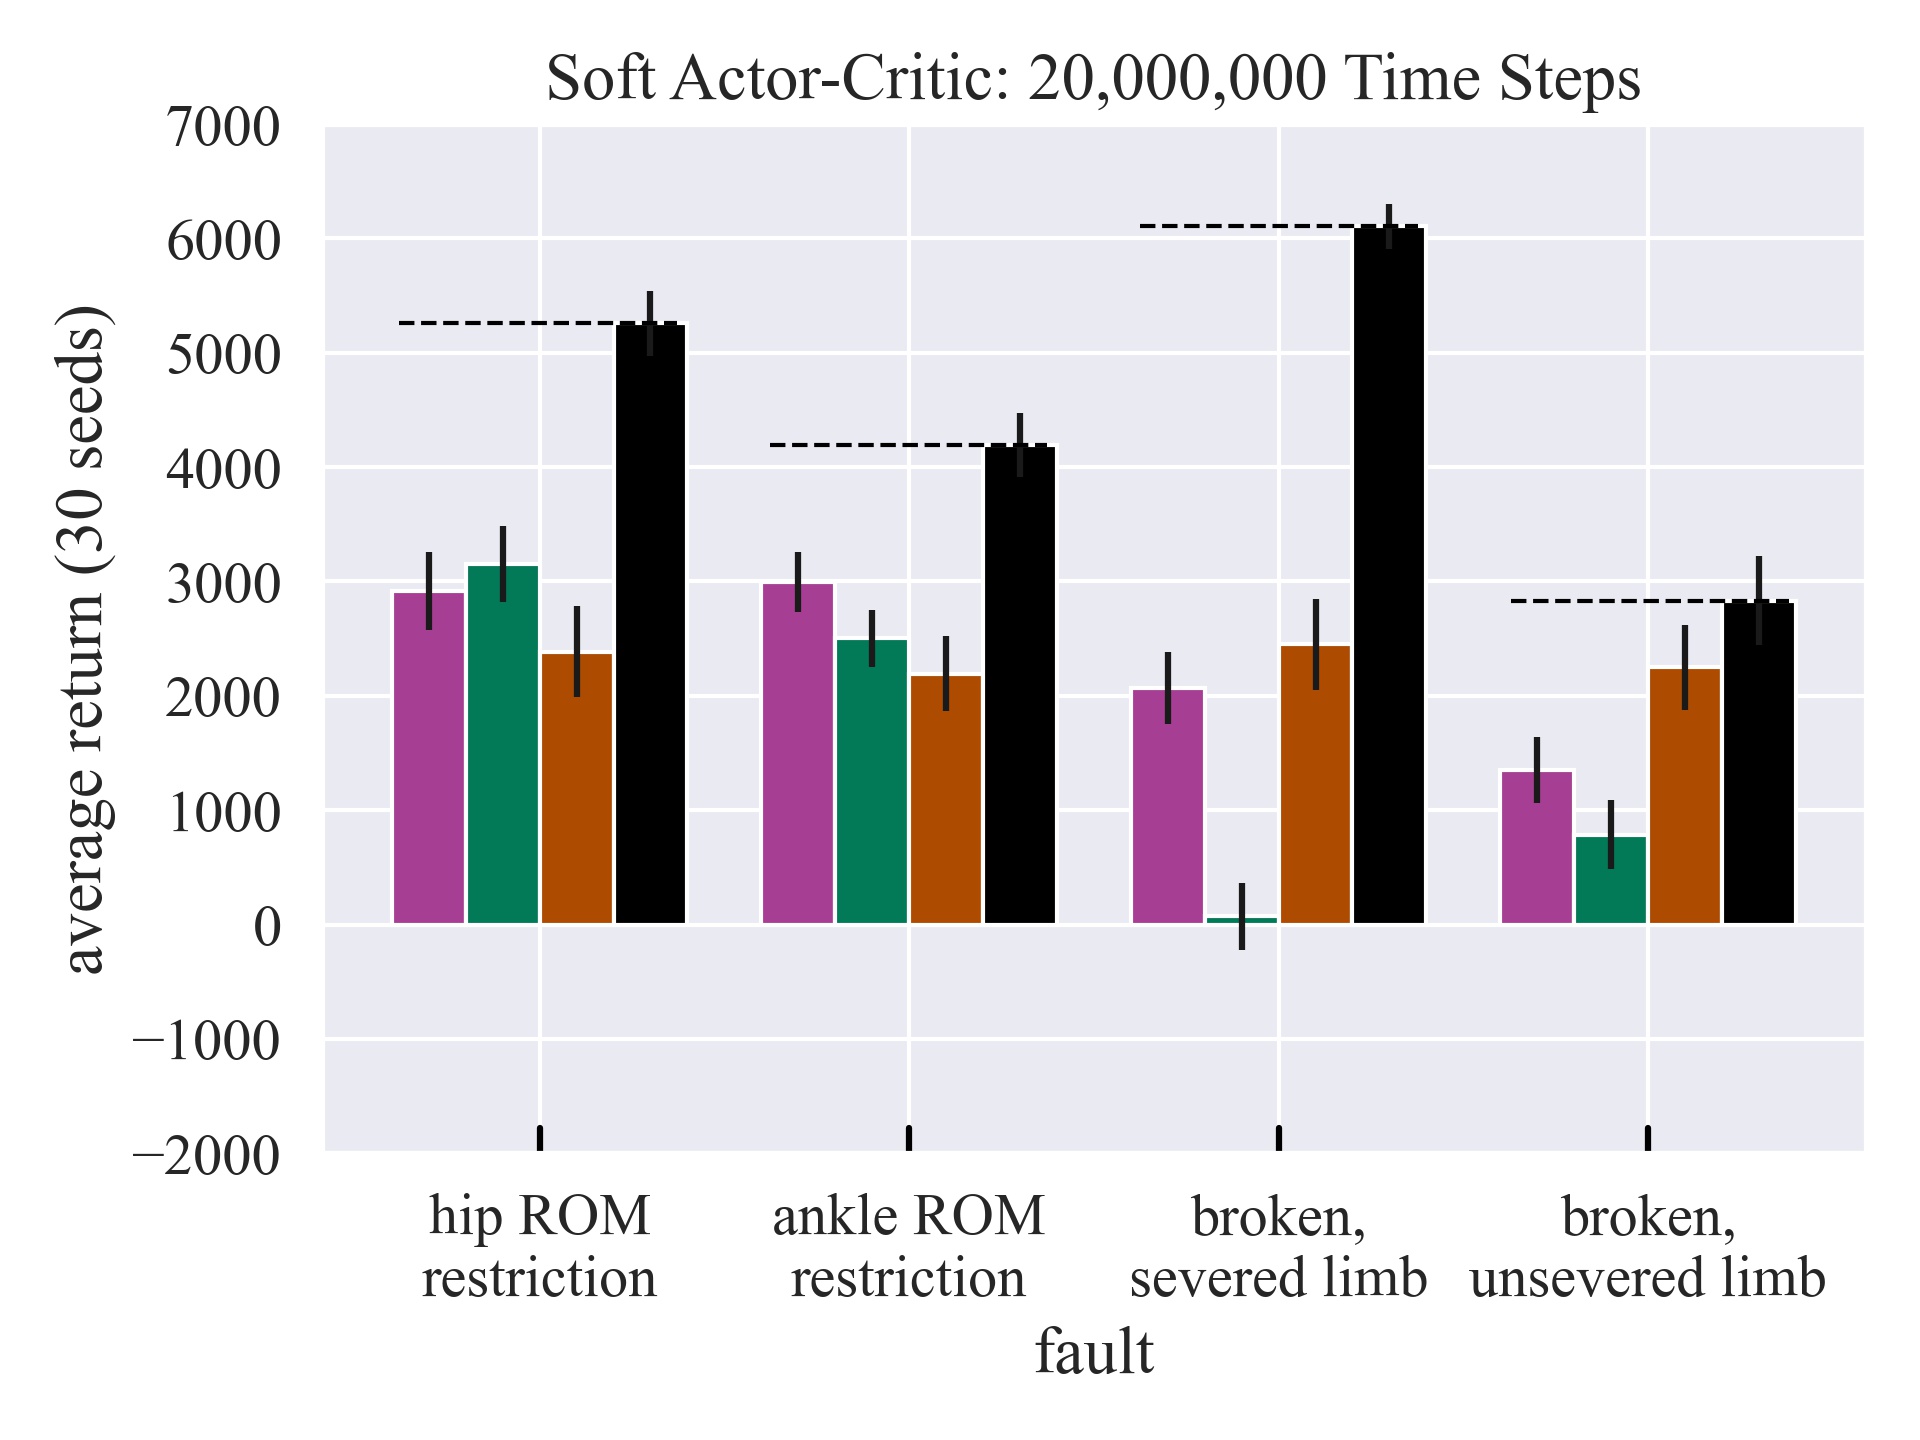 Soft Actor-Critic: 20,000,000 Time Steps
7000
6000
5000
4000
3000
2000
1000
0
−1000
−2000
average return (30 seeds)
hip ROM
restriction
ankle ROM
restriction
broken,
severed limb
broken,
unsevered limb
fault